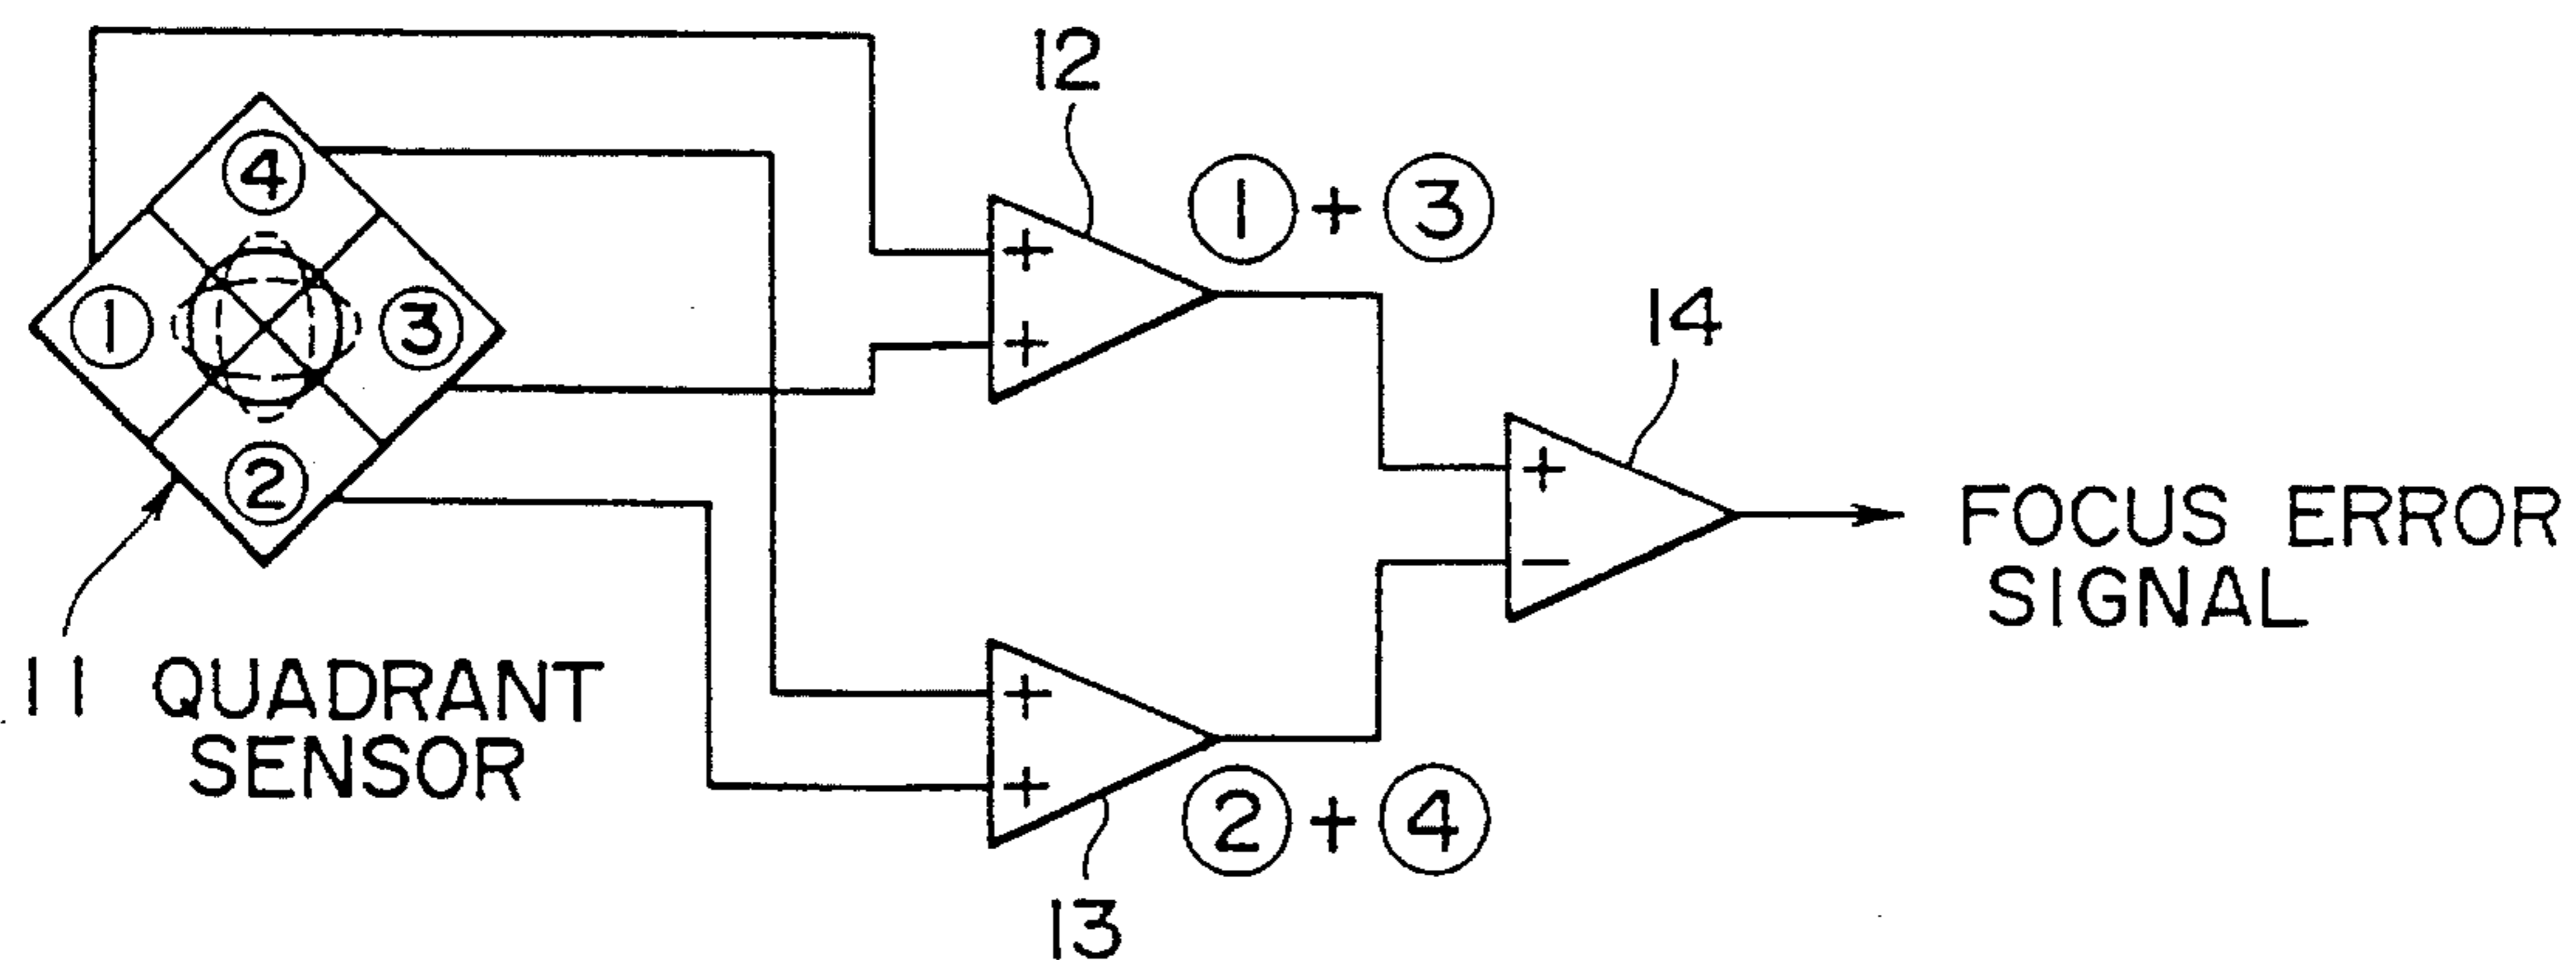 12
① + ③
④
① ③
②
14
+
+
+
−
FOCUS ERROR
SIGNAL
11 QUADRANT
SENSOR
+
+
② + ④
13